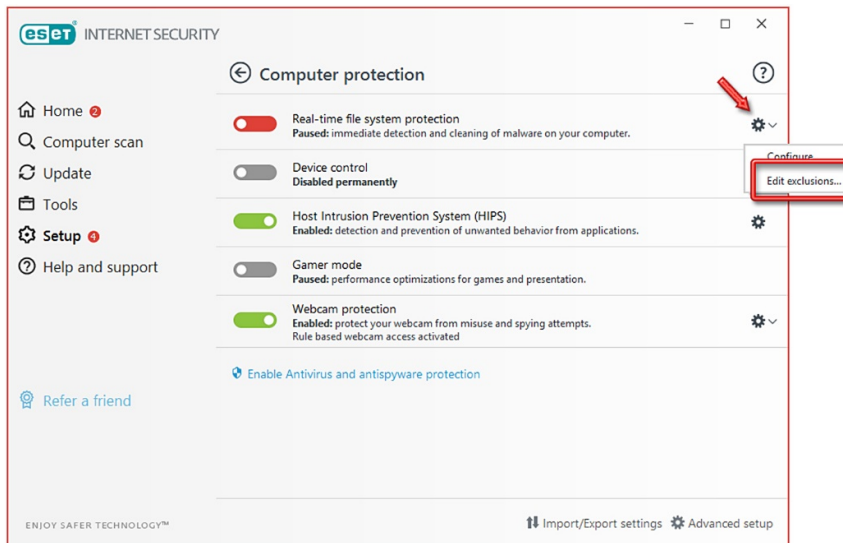 eset INTERNET SECURITY
Computer protection
Home 2
Computer scan
Update
Tools
Setup 4
Help and support
Refer a friend
ENJOY SAFER TECHNOLOGY™
Real-time file system protection
Paused: immediate detection and cleaning of malware on your computer.
Configure...
Edit exclusions...
Device control
Disabled permanently
Host Intrusion Prevention System (HIPS)
Enabled: detection and prevention of unwanted behavior from applications.
Gamer mode
Paused: performance optimizations for games and presentation.
Webcam protection
Enabled: protect your webcam from misuse and spying attempts.
Rule based webcam access activated
Enable Antivirus and antispyware protection
Import/Export settings Advanced setup